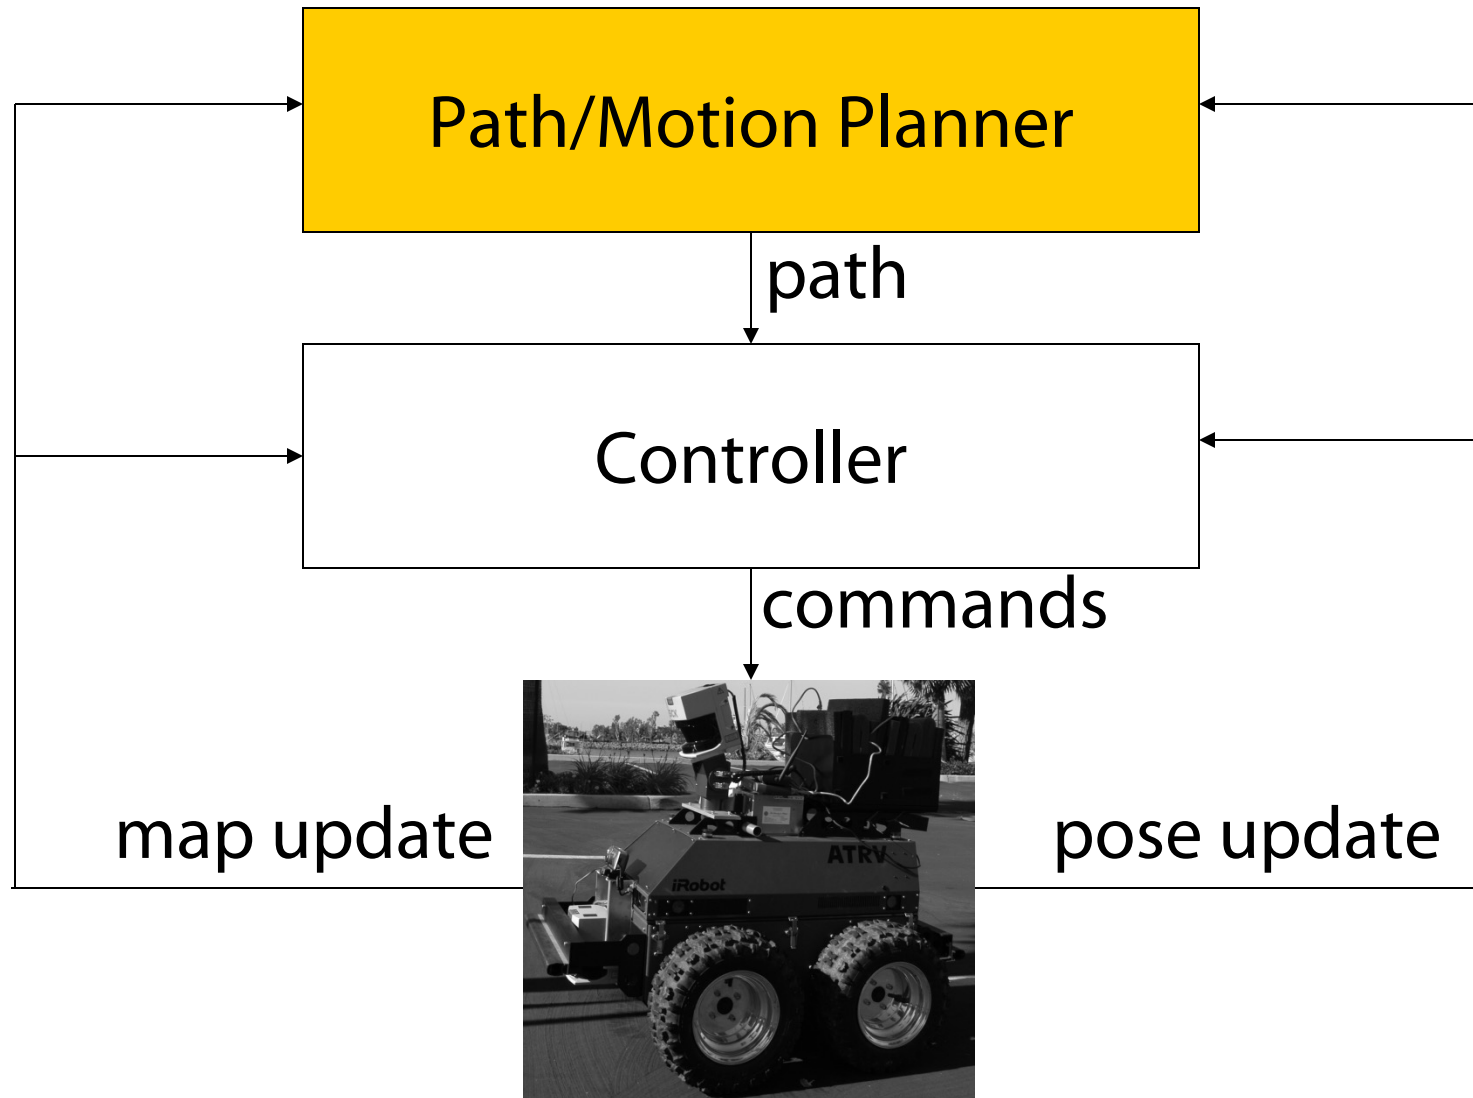 Path/Motion Planner
path
Controller
commands
map update
pose update
ATRV
iRobot